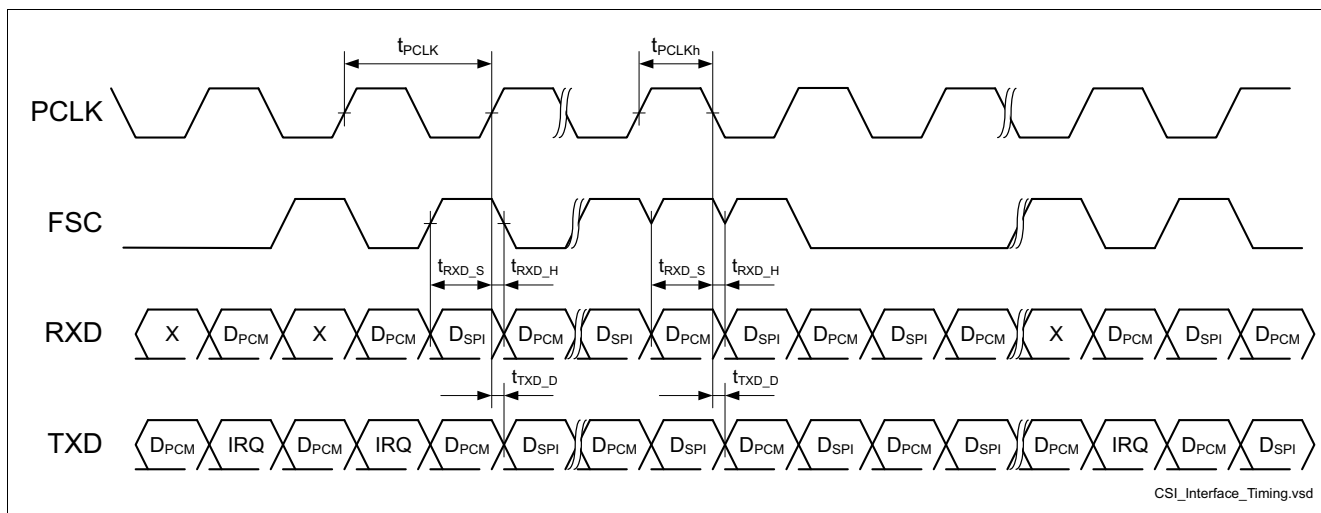 tPCLK tPCLKh
PCLK
FSC
tRXD_S tRXD_H tRXD_S tRXD_H
RXD X DPCM X DPCM DSPI DPCM DSPI DPCM DSPI DPCM DSPI DPCM X DPCM DSPI DPCM
tTXD_D tTXD_D
TXD DPCM IRQ DPCM IRQ DPCM DSPI DPCM DSPI DPCM DSPI DPCM DSPI DPCM IRQ DPCM DSPI
CSI_Interface_Timing.vsd